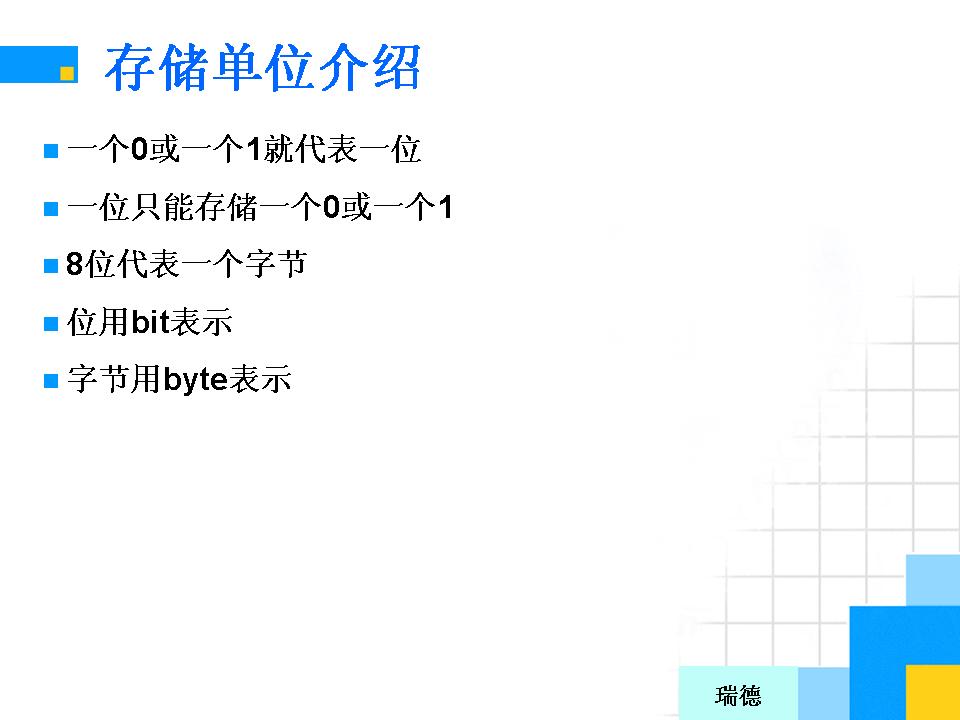 存储单位介绍
一个0或一个1就代表一位
一位只能存储一个0或一个1
8位代表一个字节
位用bit表示
字节用byte表示
瑞德